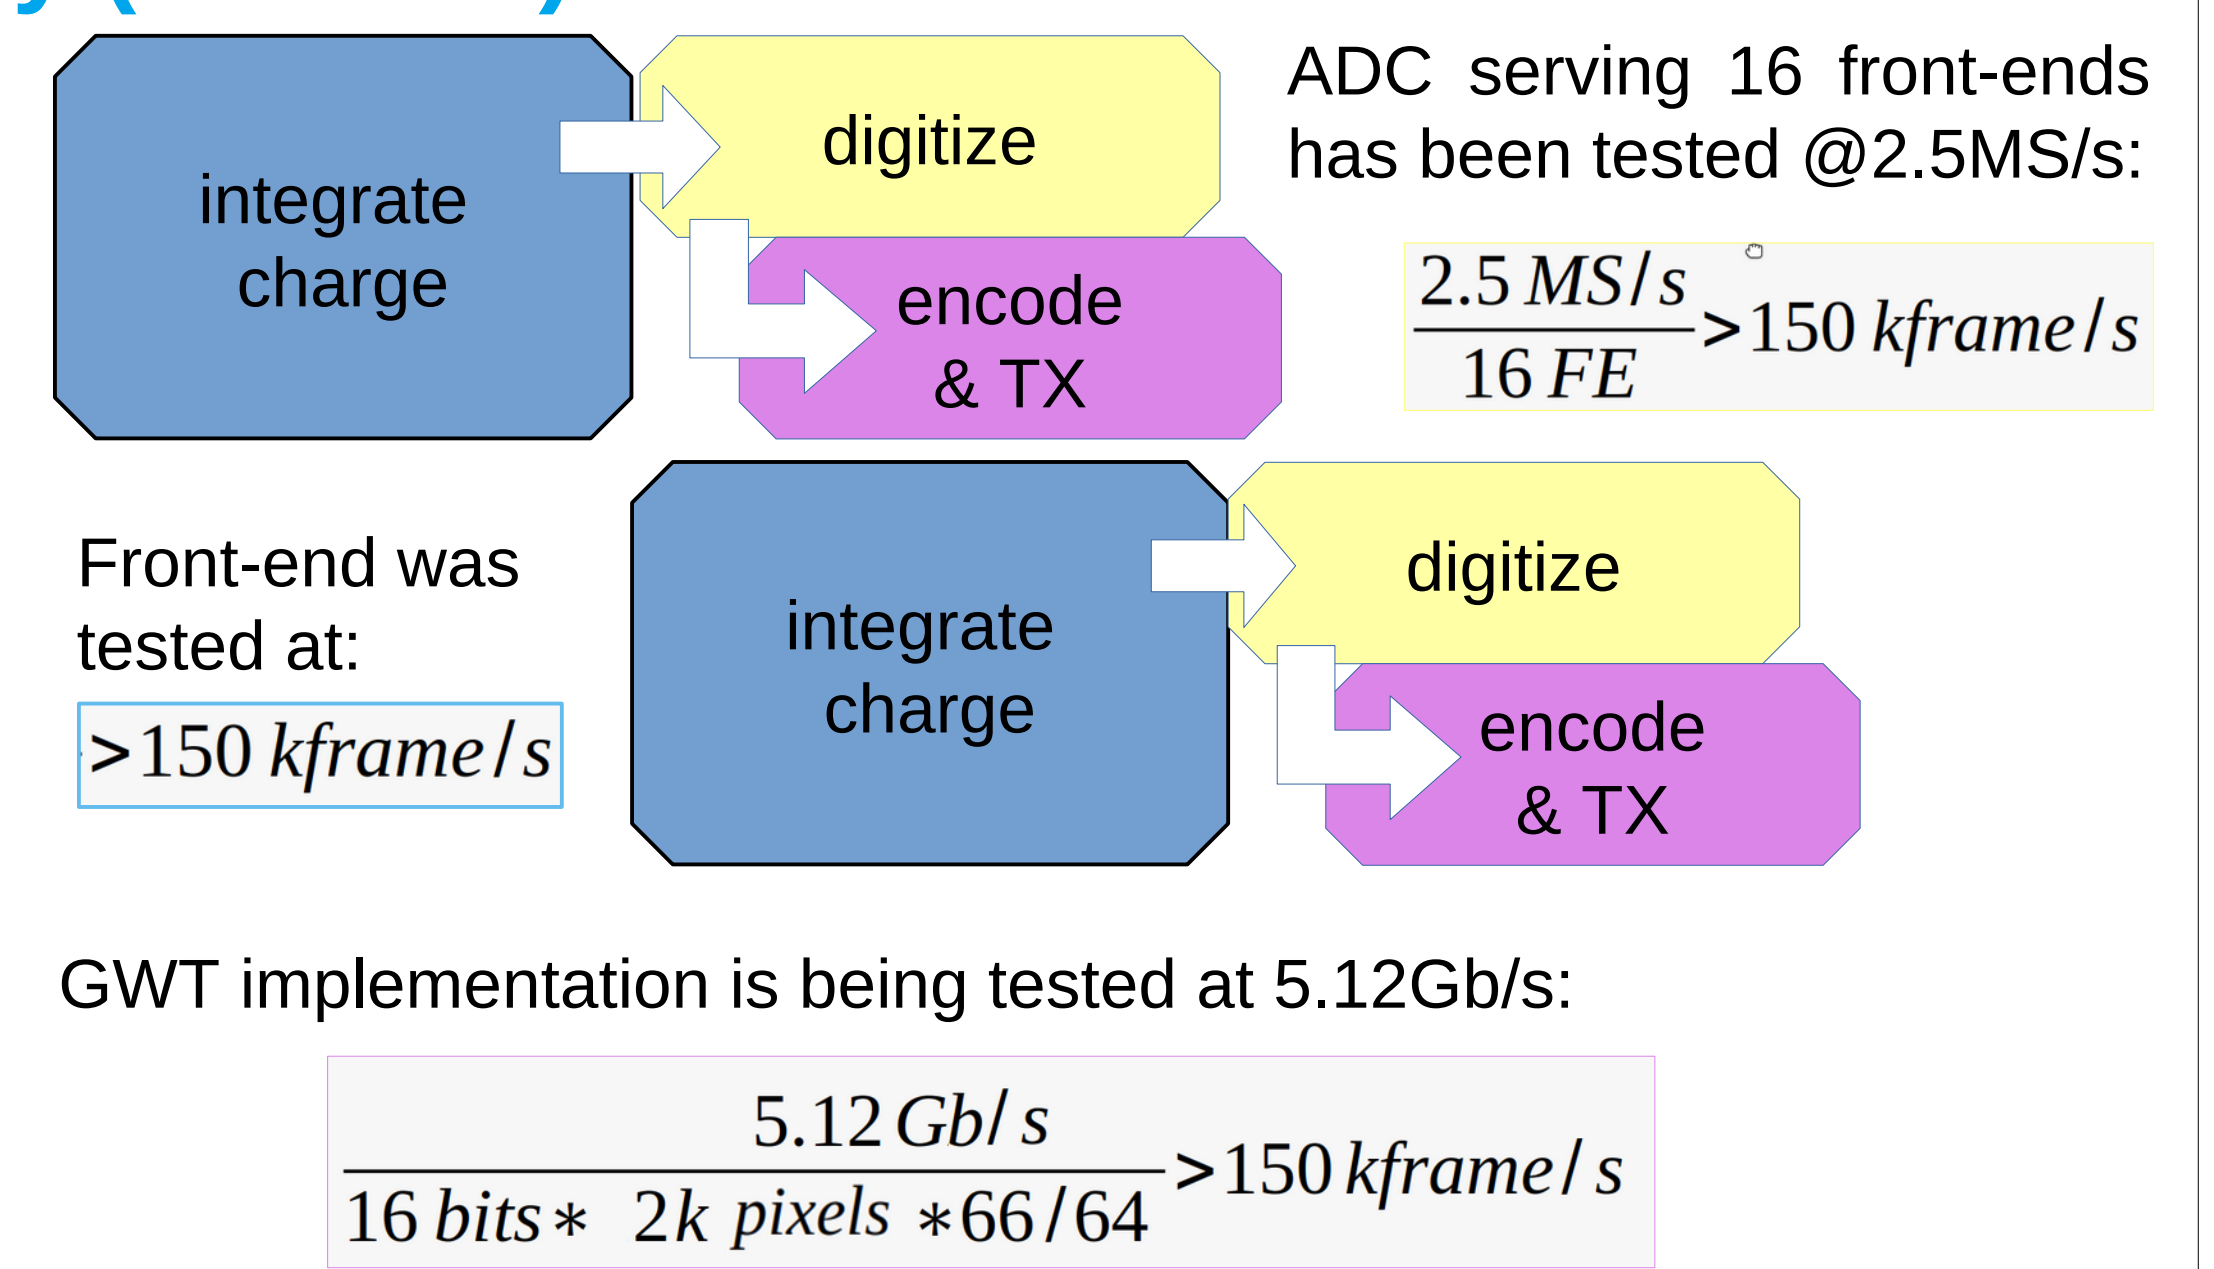 integrate
charge
digitize
encode
& TX
ADC serving 16 front-ends
has been tested @2.5MS/s:
2.5 MS/s
16 FE
>150 kframe/s
Front-end was
tested at:
>150 kframe/s
integrate
charge
digitize
encode
& TX
GWT implementation is being tested at 5.12Gb/s:
5.12 Gb/s
16 bits* 2k pixels *66/64
>150 kframe/s